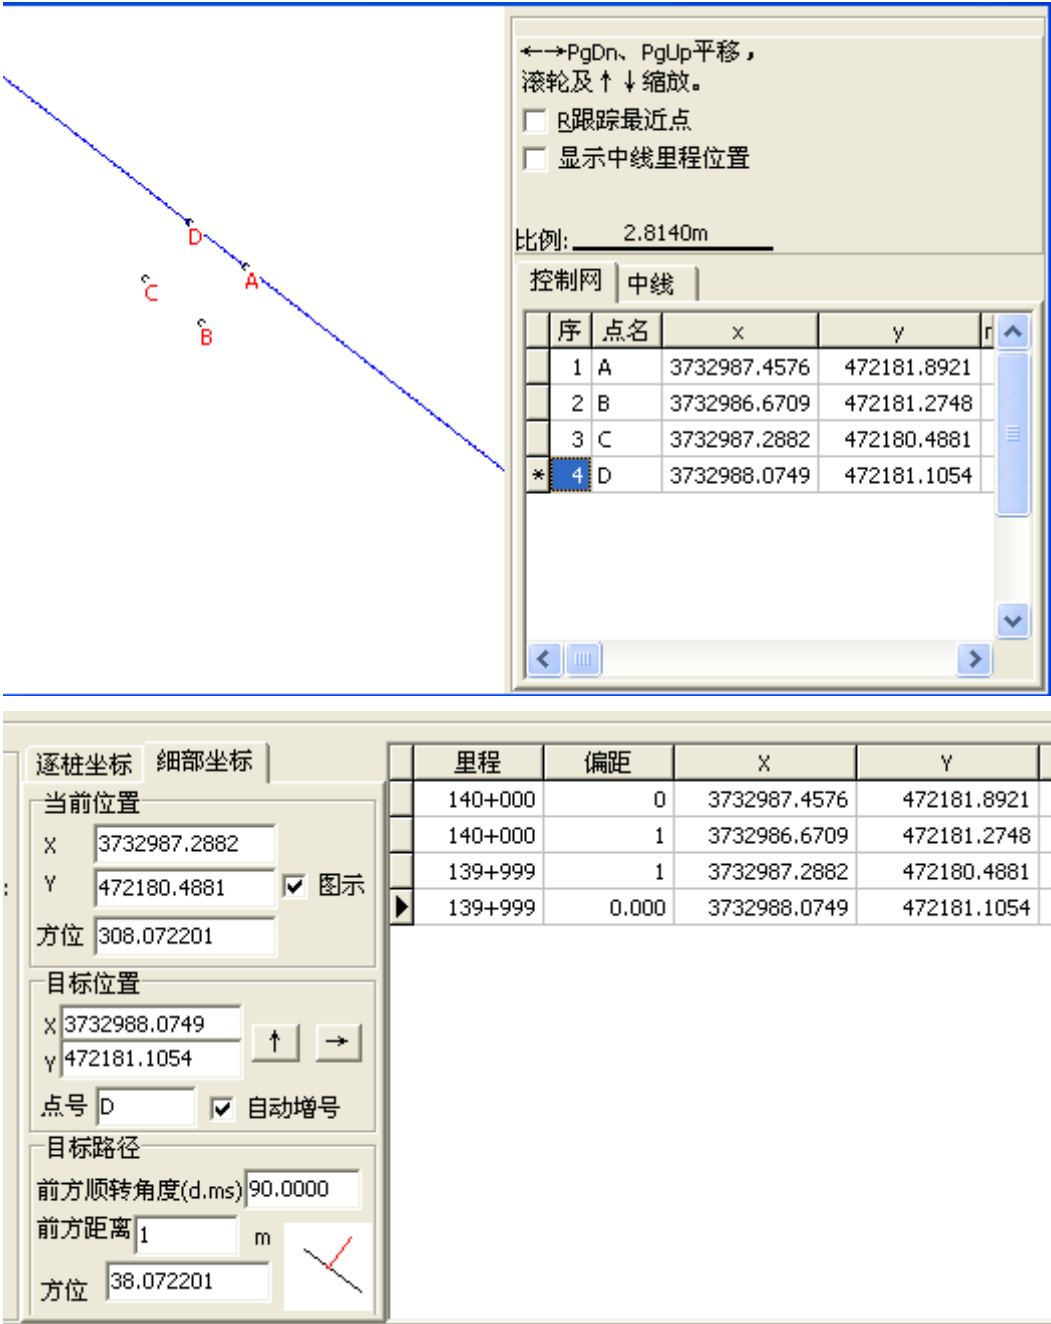 ←→PgDn、PgUp平移，
滚轮及↑↓缩放。
R跟踪最近点
显示中线里程位置
比例: 2.8140m
控制网 中线
序 点名 x y
1 A 3732987.4576 472181.8921
2 B 3732986.6709 472181.2748
3 C 3732987.2882 472180.4881
* 4 D 3732988.0749 472181.1054
D
A
C
B
逐桩坐标 细部坐标
当前位置
X 3732987.2882
Y 472180.4881 图示
方位 308.072201
目标位置
X 3732988.0749
Y 472181.1054
↑ →
点号 D 自动增号
目标路径
前方顺转角度(d.ms) 90.0000
前方距离 1 m
方位 38.072201
里程 偏距 X Y
140+000 0 3732987.4576 472181.8921
140+000 1 3732986.6709 472181.2748
139+999 1 3732987.2882 472180.4881
139+999 0.000 3732988.0749 472181.1054